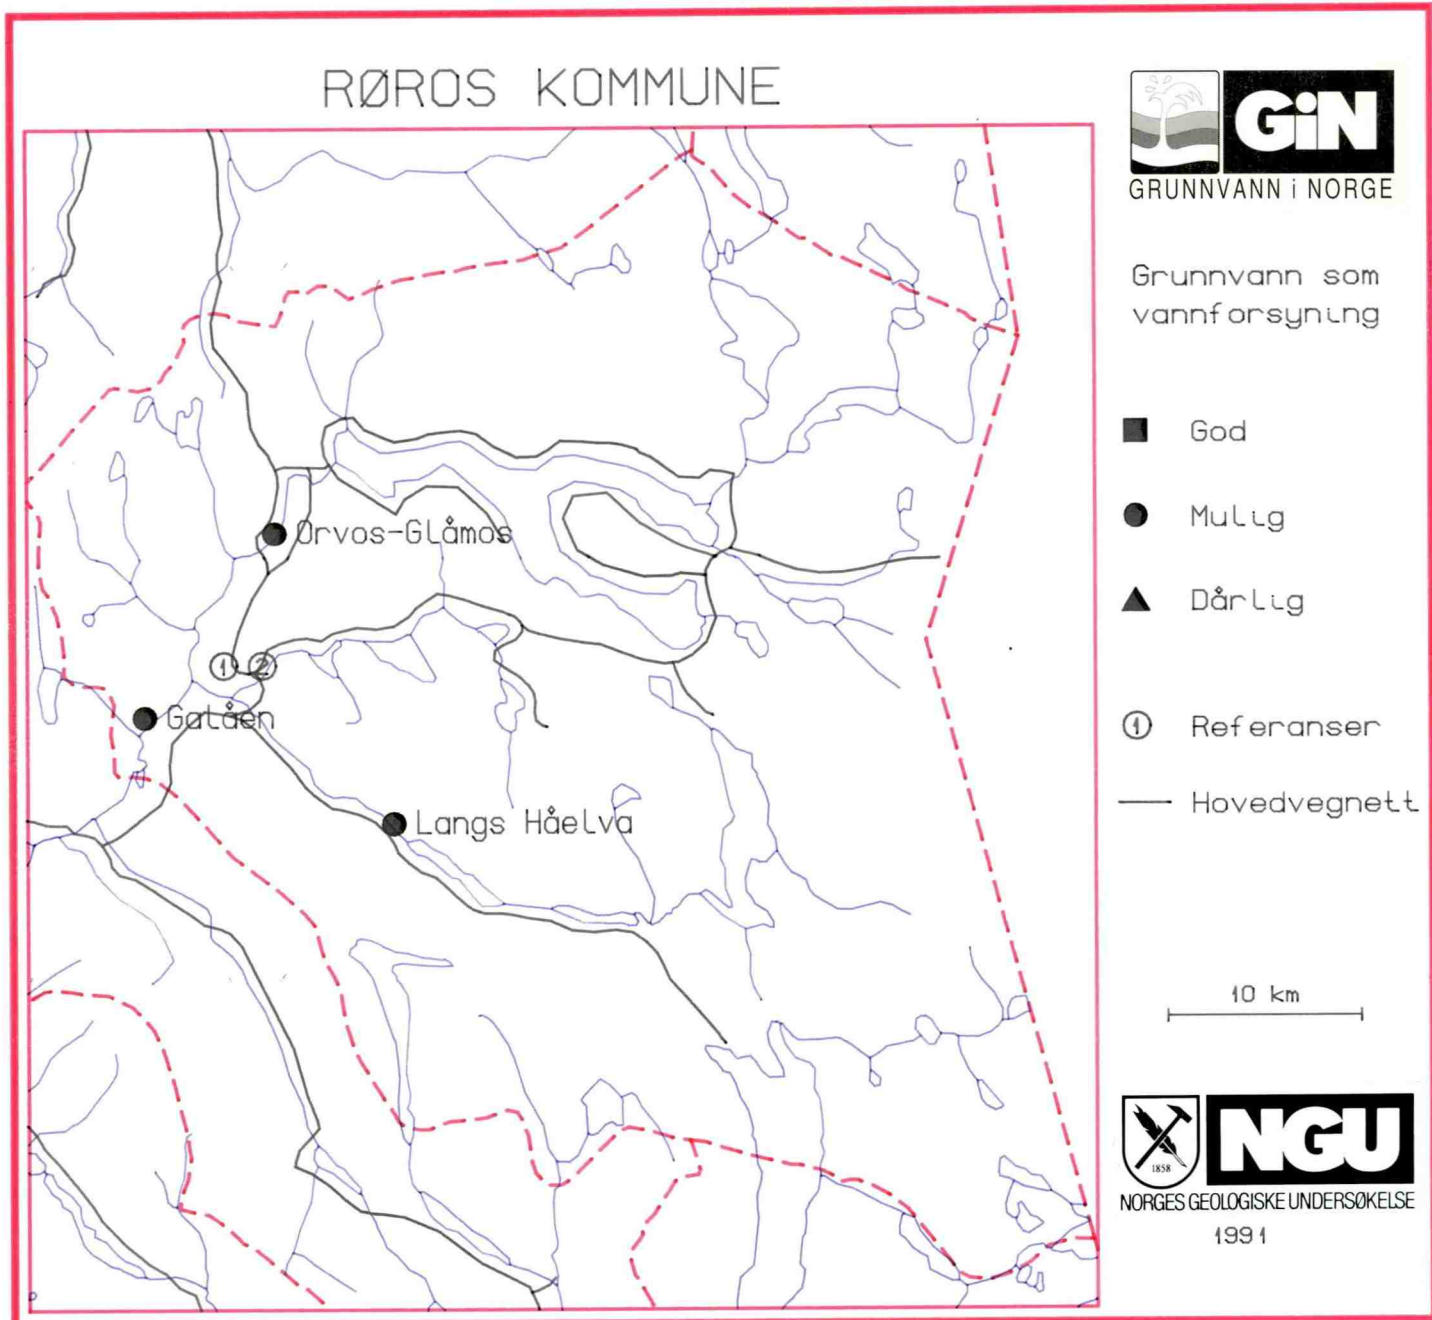 RØROS KOMMUNE
GiN
GRUNNVANN i NORGE
Grunnvann som
vannforsyning
God
Mulig
Dårlig
1 Referanser
Hovedvegnett
Orvos-Glåmos
1 2
Galåen
Langs Håelva
10 km
1858
NGU
NORGES GEOLOGISKE UNDERSØKELSE
1991